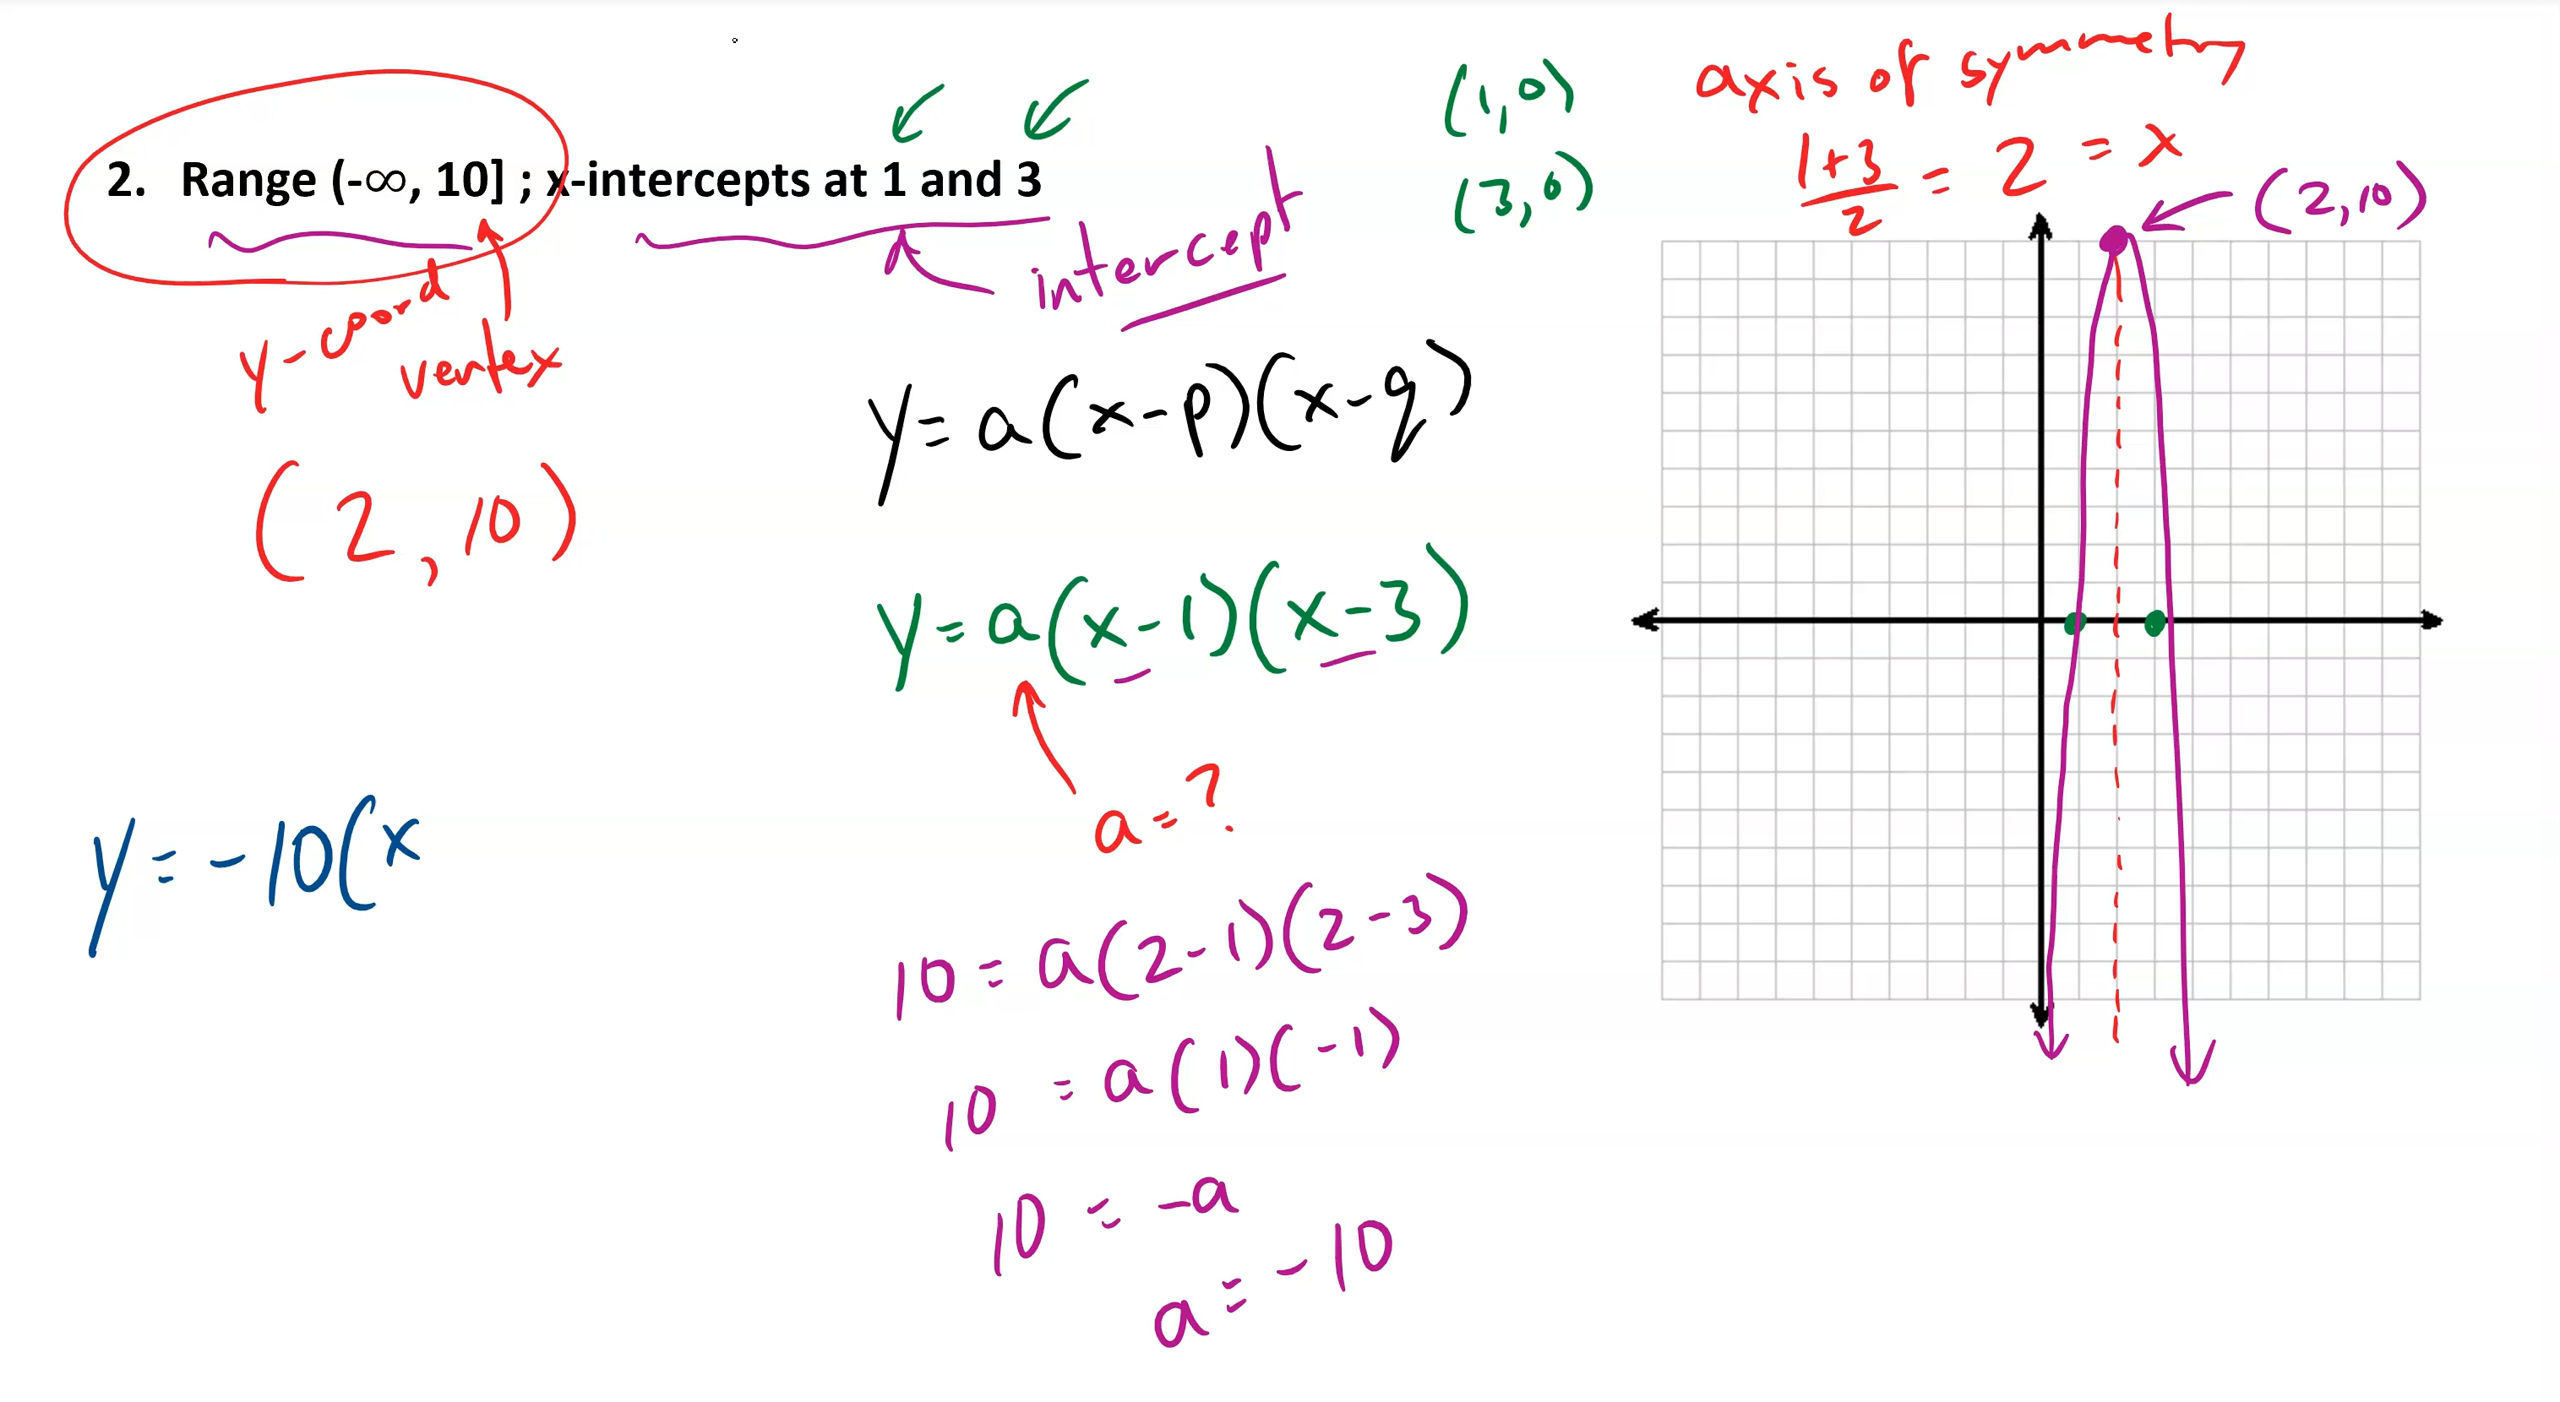 axis of symmetry
(1,0)
2. Range (-∞, 10] ; x-intercepts at 1 and 3
(3,0)
1+3/2 = 2 = x
(2,10)
intercept
y-coord
vertex
y=a(x-p)(x-q)
(2,10)
y=a(x-1)(x-3)
a=?
y=-10(x
10=a(2-1)(2-3)
10=a(1)(-1)
10=-a
a=-10